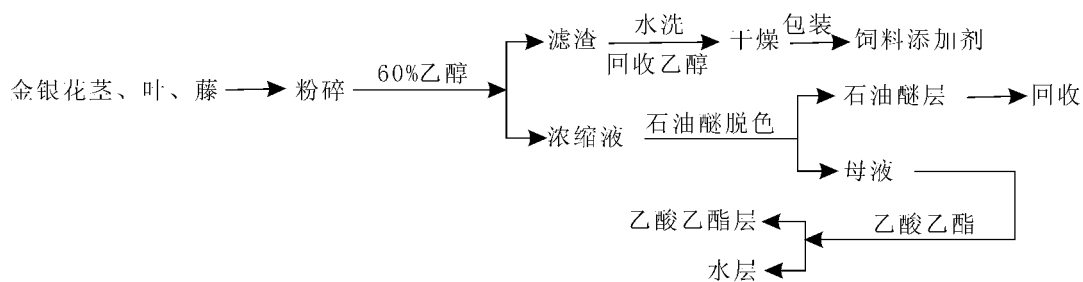 水洗
包装
滤渣
干燥
饲料添加剂
回收乙醇
60%乙醇
金银花茎、叶、藤
粉碎
石油醚层
回收
浓缩液
石油醚脱色
母液
乙酸乙酯层
乙酸乙酯
水层